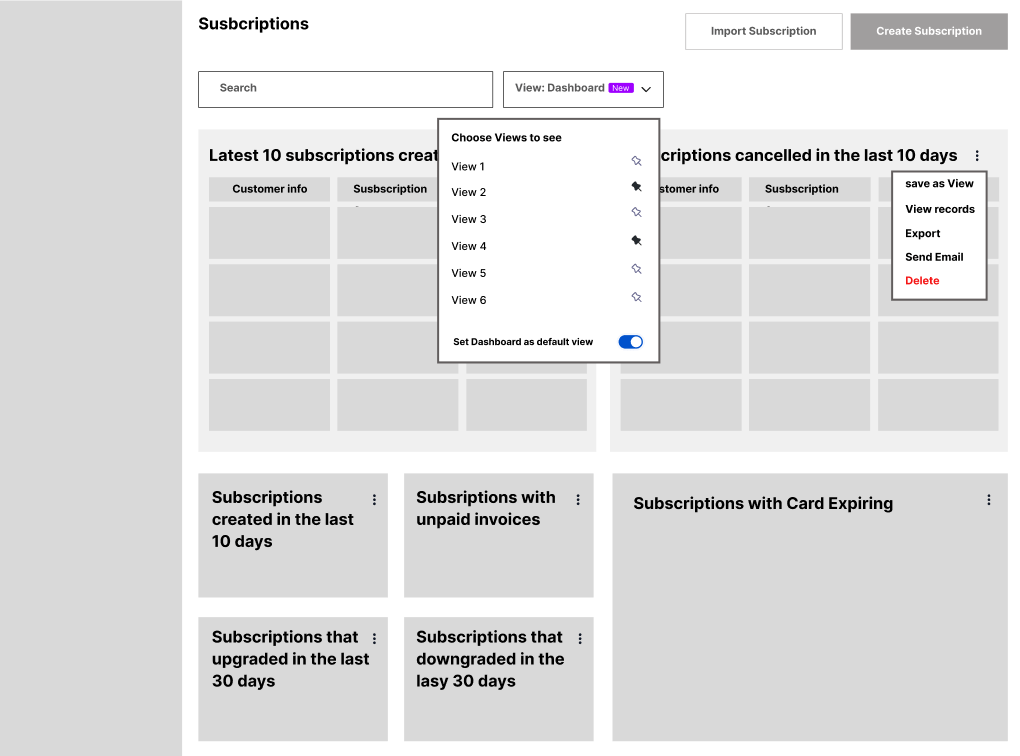 Susbcriptions
Import Subscription
Create Subscription
Search
View: Dashboard New
Choose Views to see
View 1
View 2
View 3
View 4
View 5
View 6
Set Dashboard as default view
Latest 10 subscriptions
Customer info
Susbscription
cancelled in the last 10 days
info
Susbscription
save as View
View records
Export
Send Email
Delete
Subscriptions
created in the last
10 days
Subsriptions with
unpaid invoices
Subscriptions with Card Expiring
Subscriptions that
upgraded in the last
30 days
Subscriptions that
downgraded in the
lasy 30 days